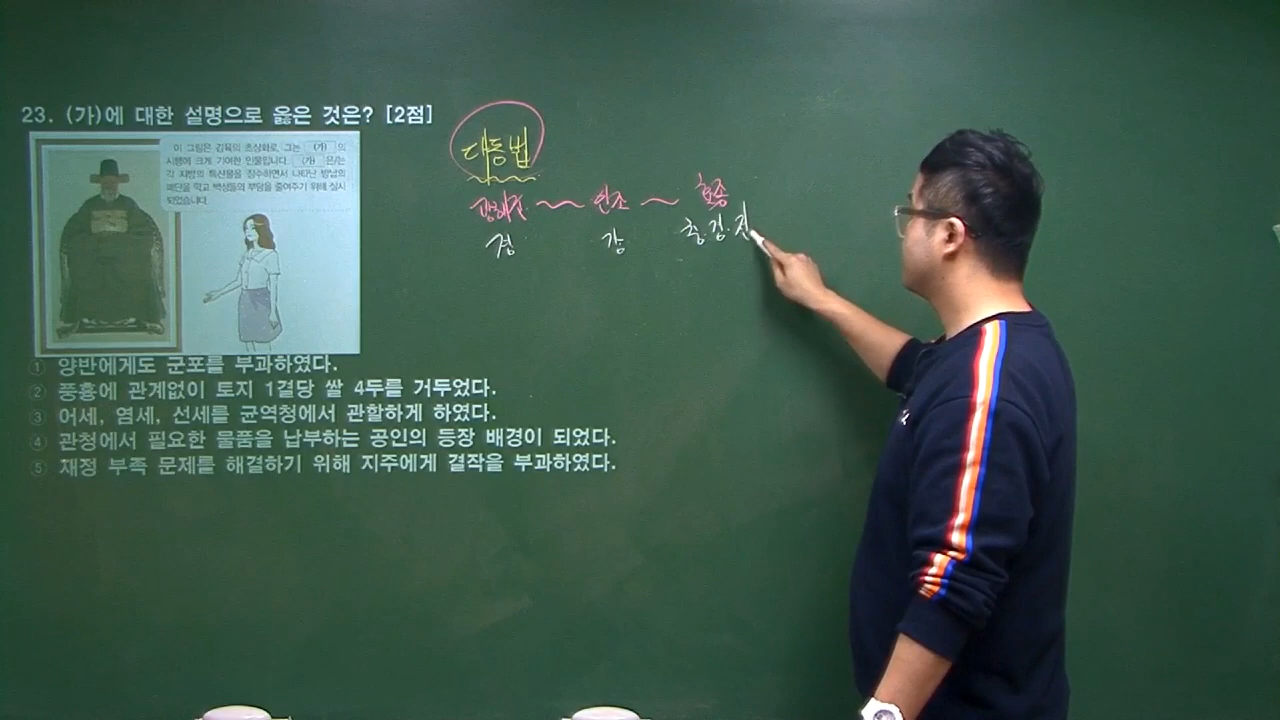 23. (가)에 대한 설명으로 옳은 것은? [2점]
이 그림은 김육의 초상화로, 그는 (가) 의
시행에 크게 기여한 인물입니다. (가) 은/는
각 지방의 특산물을 징수하면서 나타난 방납의
폐단을 막고 백성들의 부담을 줄여주기 위해 실시
되었습니다.
① 양반에게도 군포를 부과하였다.
② 풍흉에 관계없이 토지 1결당 쌀 4두를 거두었다.
③ 어세, 염세, 선세를 균역청에서 관할하게 하였다.
④ 관청에서 필요한 물품을 납부하는 공인의 등장 배경이 되었다.
⑤ 재정 부족 문제를 해결하기 위해 지주에게 결작을 부과하였다.
대동법
광해군 ~ 인조 ~ 효종
경 강 충.김.전